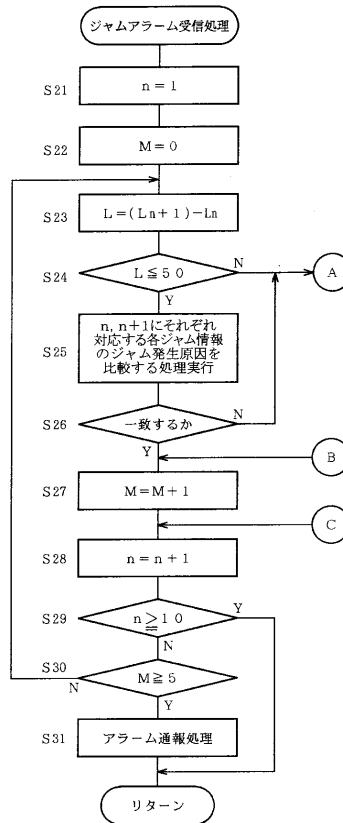 ジャムアラーム受信処理
S21
n=1
S22
M=0
S23
L=(Ln+1)-Ln
S24
L≦50
N
A
Y
S25
n,n+1にそれぞれ
対応する各ジャム情報
のジャム発生原因を
比較する処理実行
S26
一致するか
N
Y
B
S27
M=M+1
C
S28
n=n+1
S29
n≧10
Y
N
S30
M≧5
N
Y
S31
アラーム通報処理
リターン